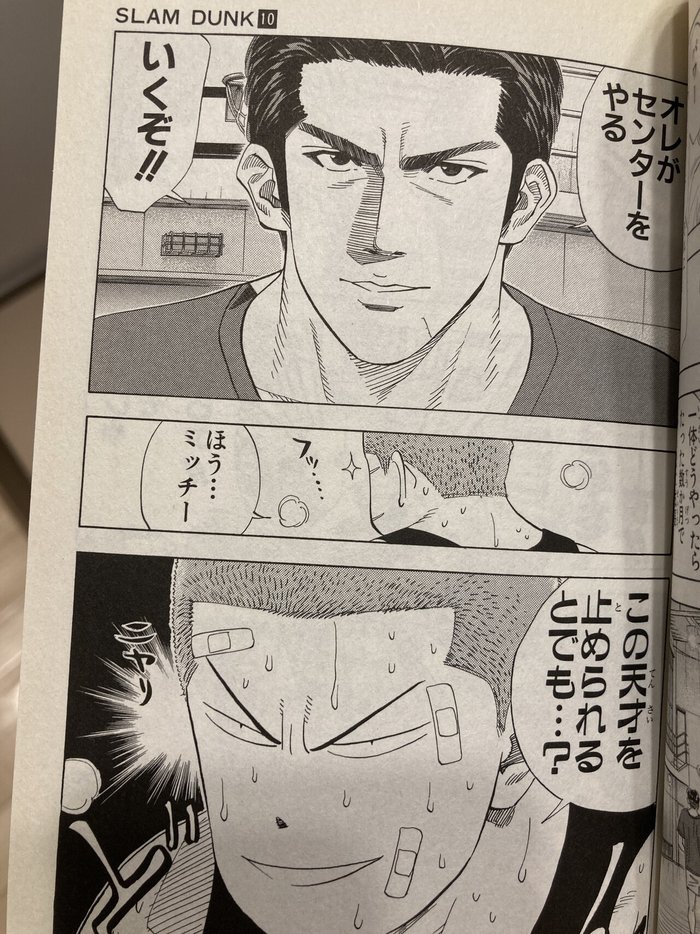 SLAM DUNK 10
オレが
センターを
やる
いくぞ!!
フッ…
ほう…
ミッチー
この天才を
止められる
とでも…?
ニヤリ
一体どうやったら
たった数か月で